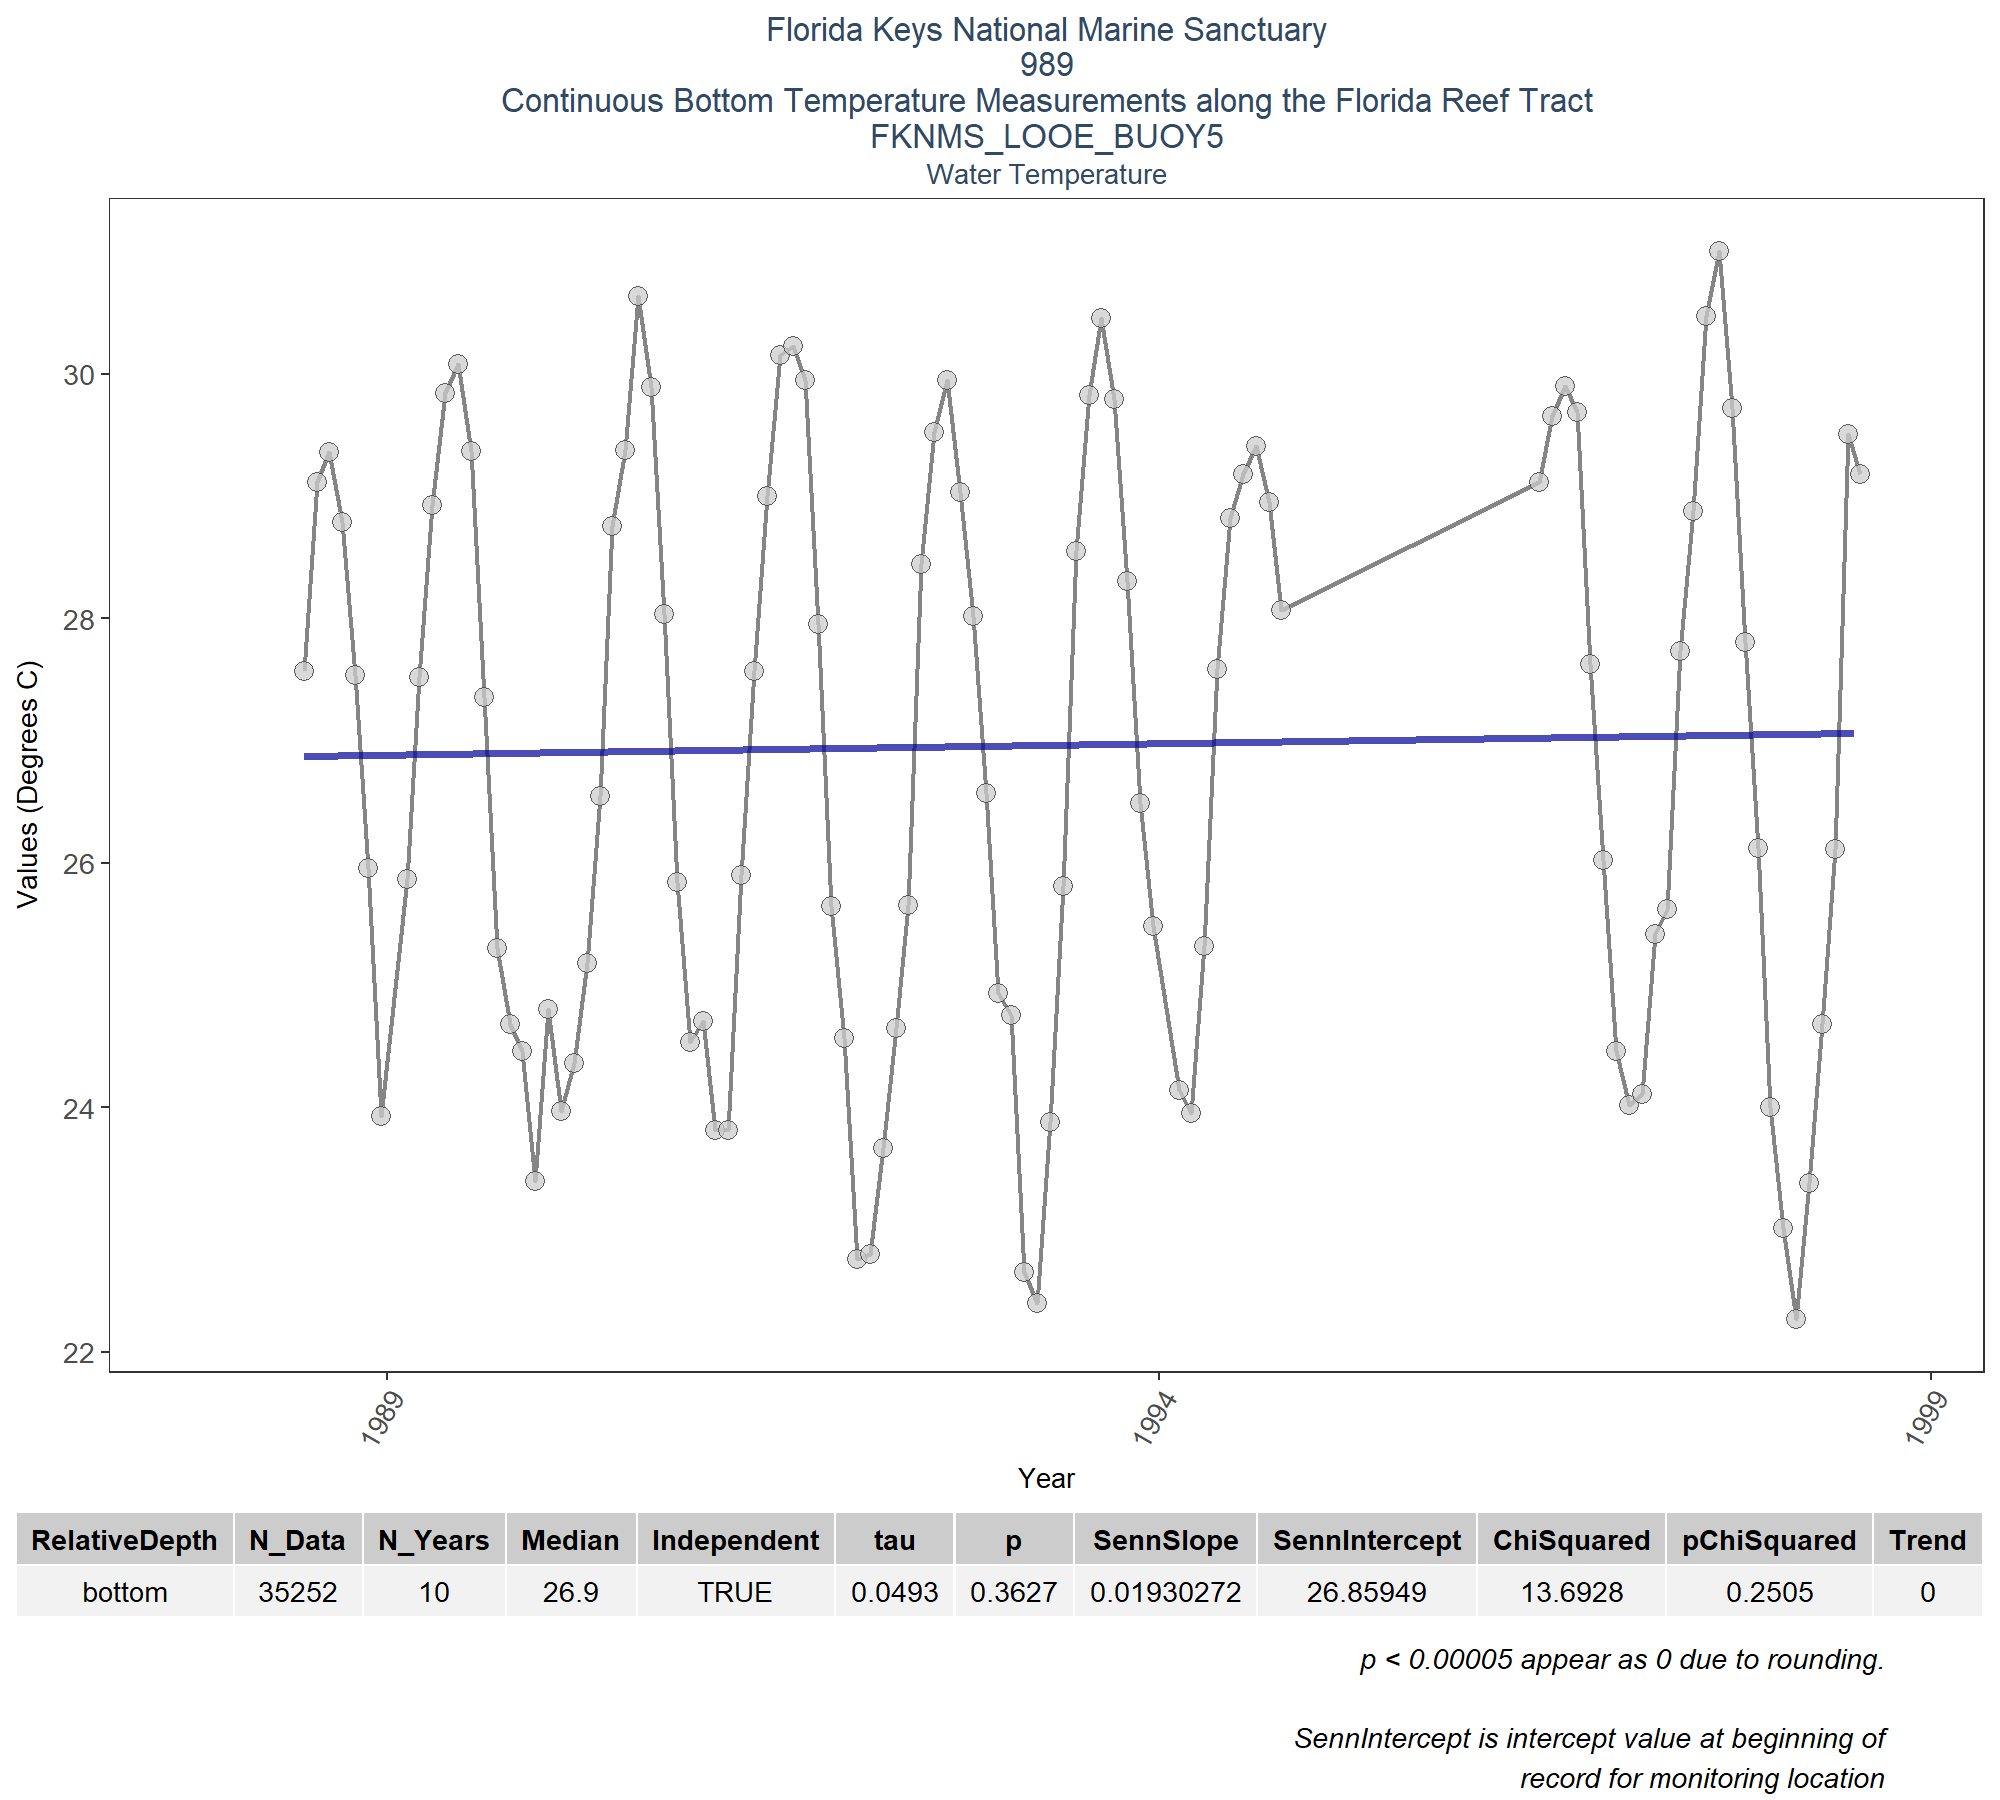 Florida Keys National Marine Sanctuary
989
Continuous Bottom Temperature Measurements along the Florida Reef Tract
FKNMS_LOOE_BUOY5
Water Temperature
Values (Degrees C)
30
28
26
24
22
1989 1994 1999
Year
RelativeDepth N_Data N_Years Median Independent tau p SennSlope SennIntercept ChiSquared pChiSquared Trend
bottom 35252 10 26.9 TRUE 0.0493 0.3627 0.01930272 26.85949 13.6928 0.2505 0
p < 0.00005 appear as 0 due to rounding.
SennIntercept is intercept value at beginning of
record for monitoring location